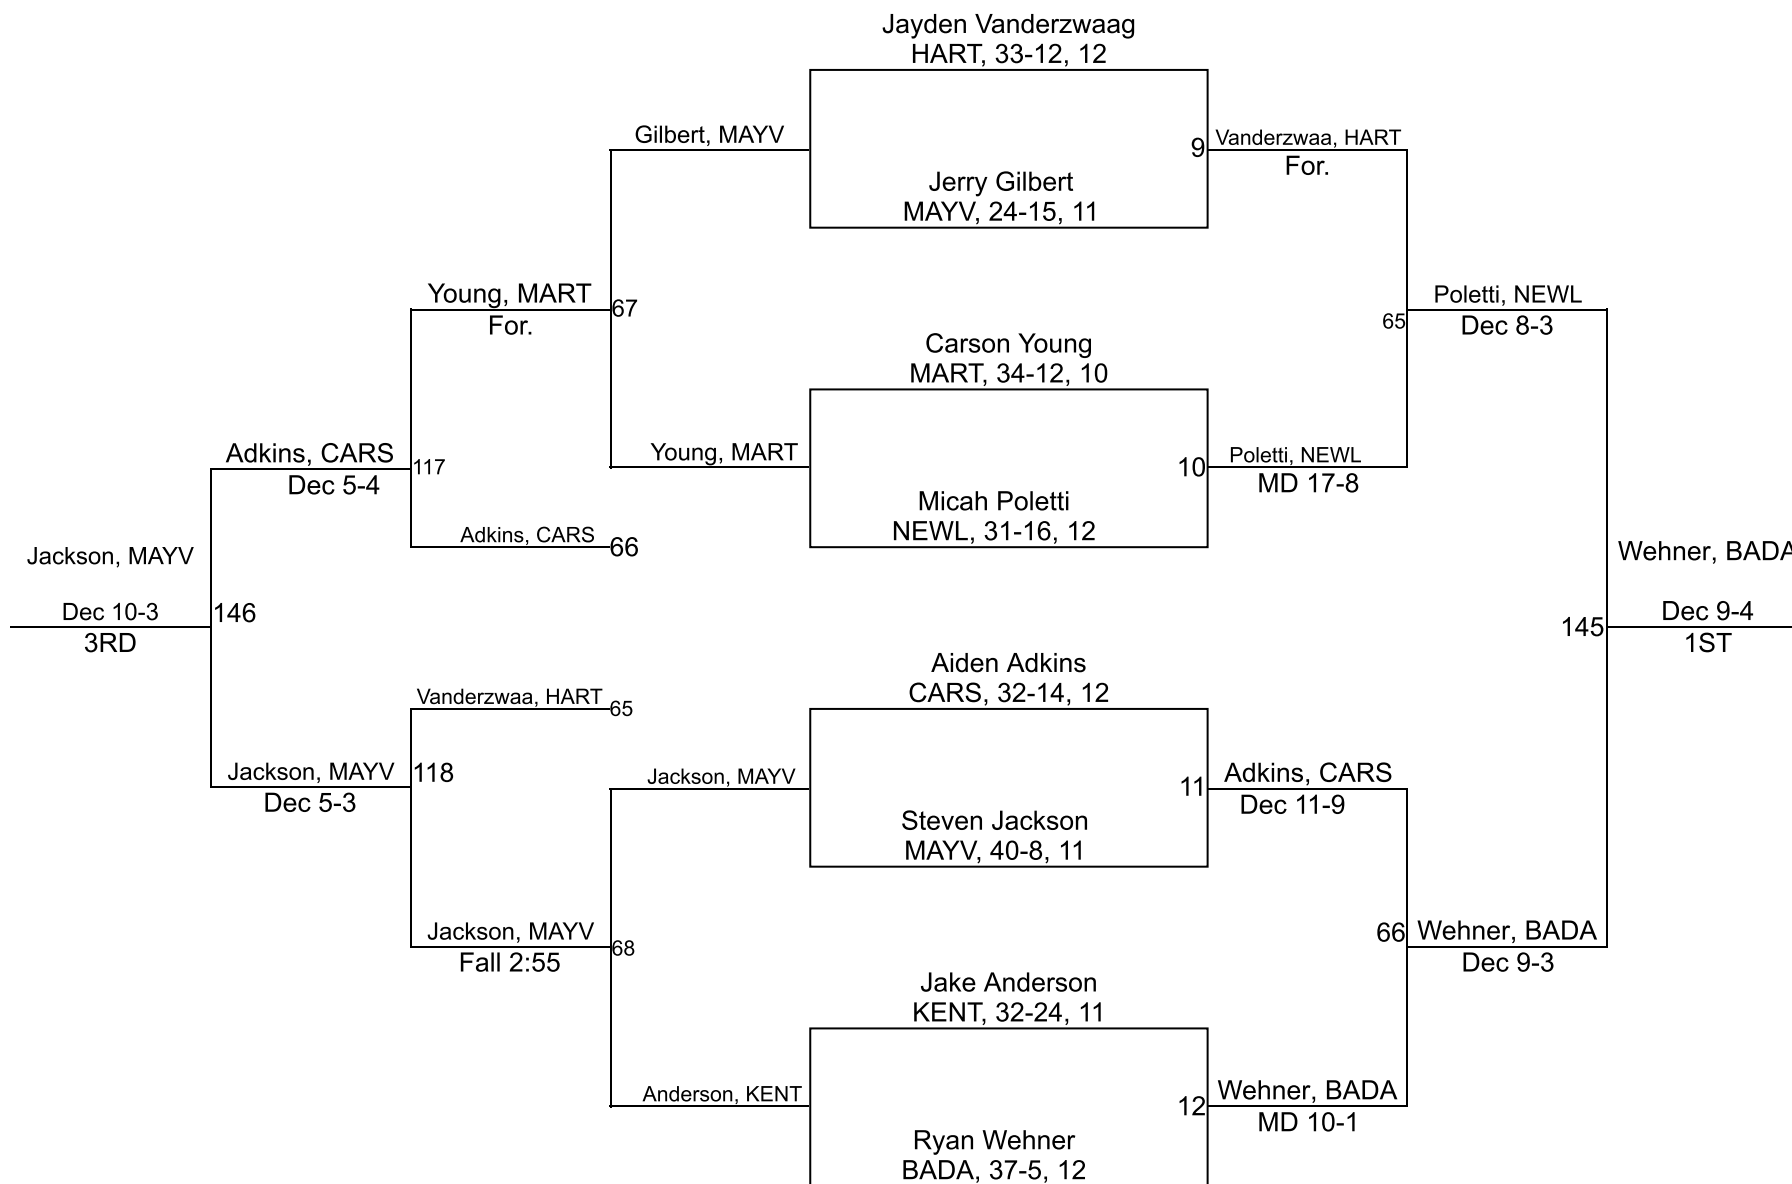 Jayden Vanderzwaag
HART, 33-12, 12
Gilbert, MAYV
9
Vanderzwaa, HART
For.
Jerry Gilbert
MAYV, 24-15, 11
Young, MART
For.
67
Poletti, NEWL
Dec 8-3
65
Carson Young
MART, 34-12, 10
Adkins, CARS
Dec 5-4
117
Young, MART
10
Poletti, NEWL
MD 17-8
Micah Poletti
NEWL, 31-16, 12
Adkins, CARS
66
Jackson, MAYV
Dec 10-3
3RD
146
Wehner, BADA
145
Dec 9-4
1ST
Aiden Adkins
CARS, 32-14, 12
Vanderzwaa, HART
65
Jackson, MAYV
Dec 5-3
118
Jackson, MAYV
11
Adkins, CARS
Dec 11-9
Steven Jackson
MAYV, 40-8, 11
Jackson, MAYV
Fall 2:55
68
66
Wehner, BADA
Dec 9-3
Jake Anderson
KENT, 32-24, 11
Anderson, KENT
12
Wehner, BADA
MD 10-1
Ryan Wehner
BADA, 37-5, 12